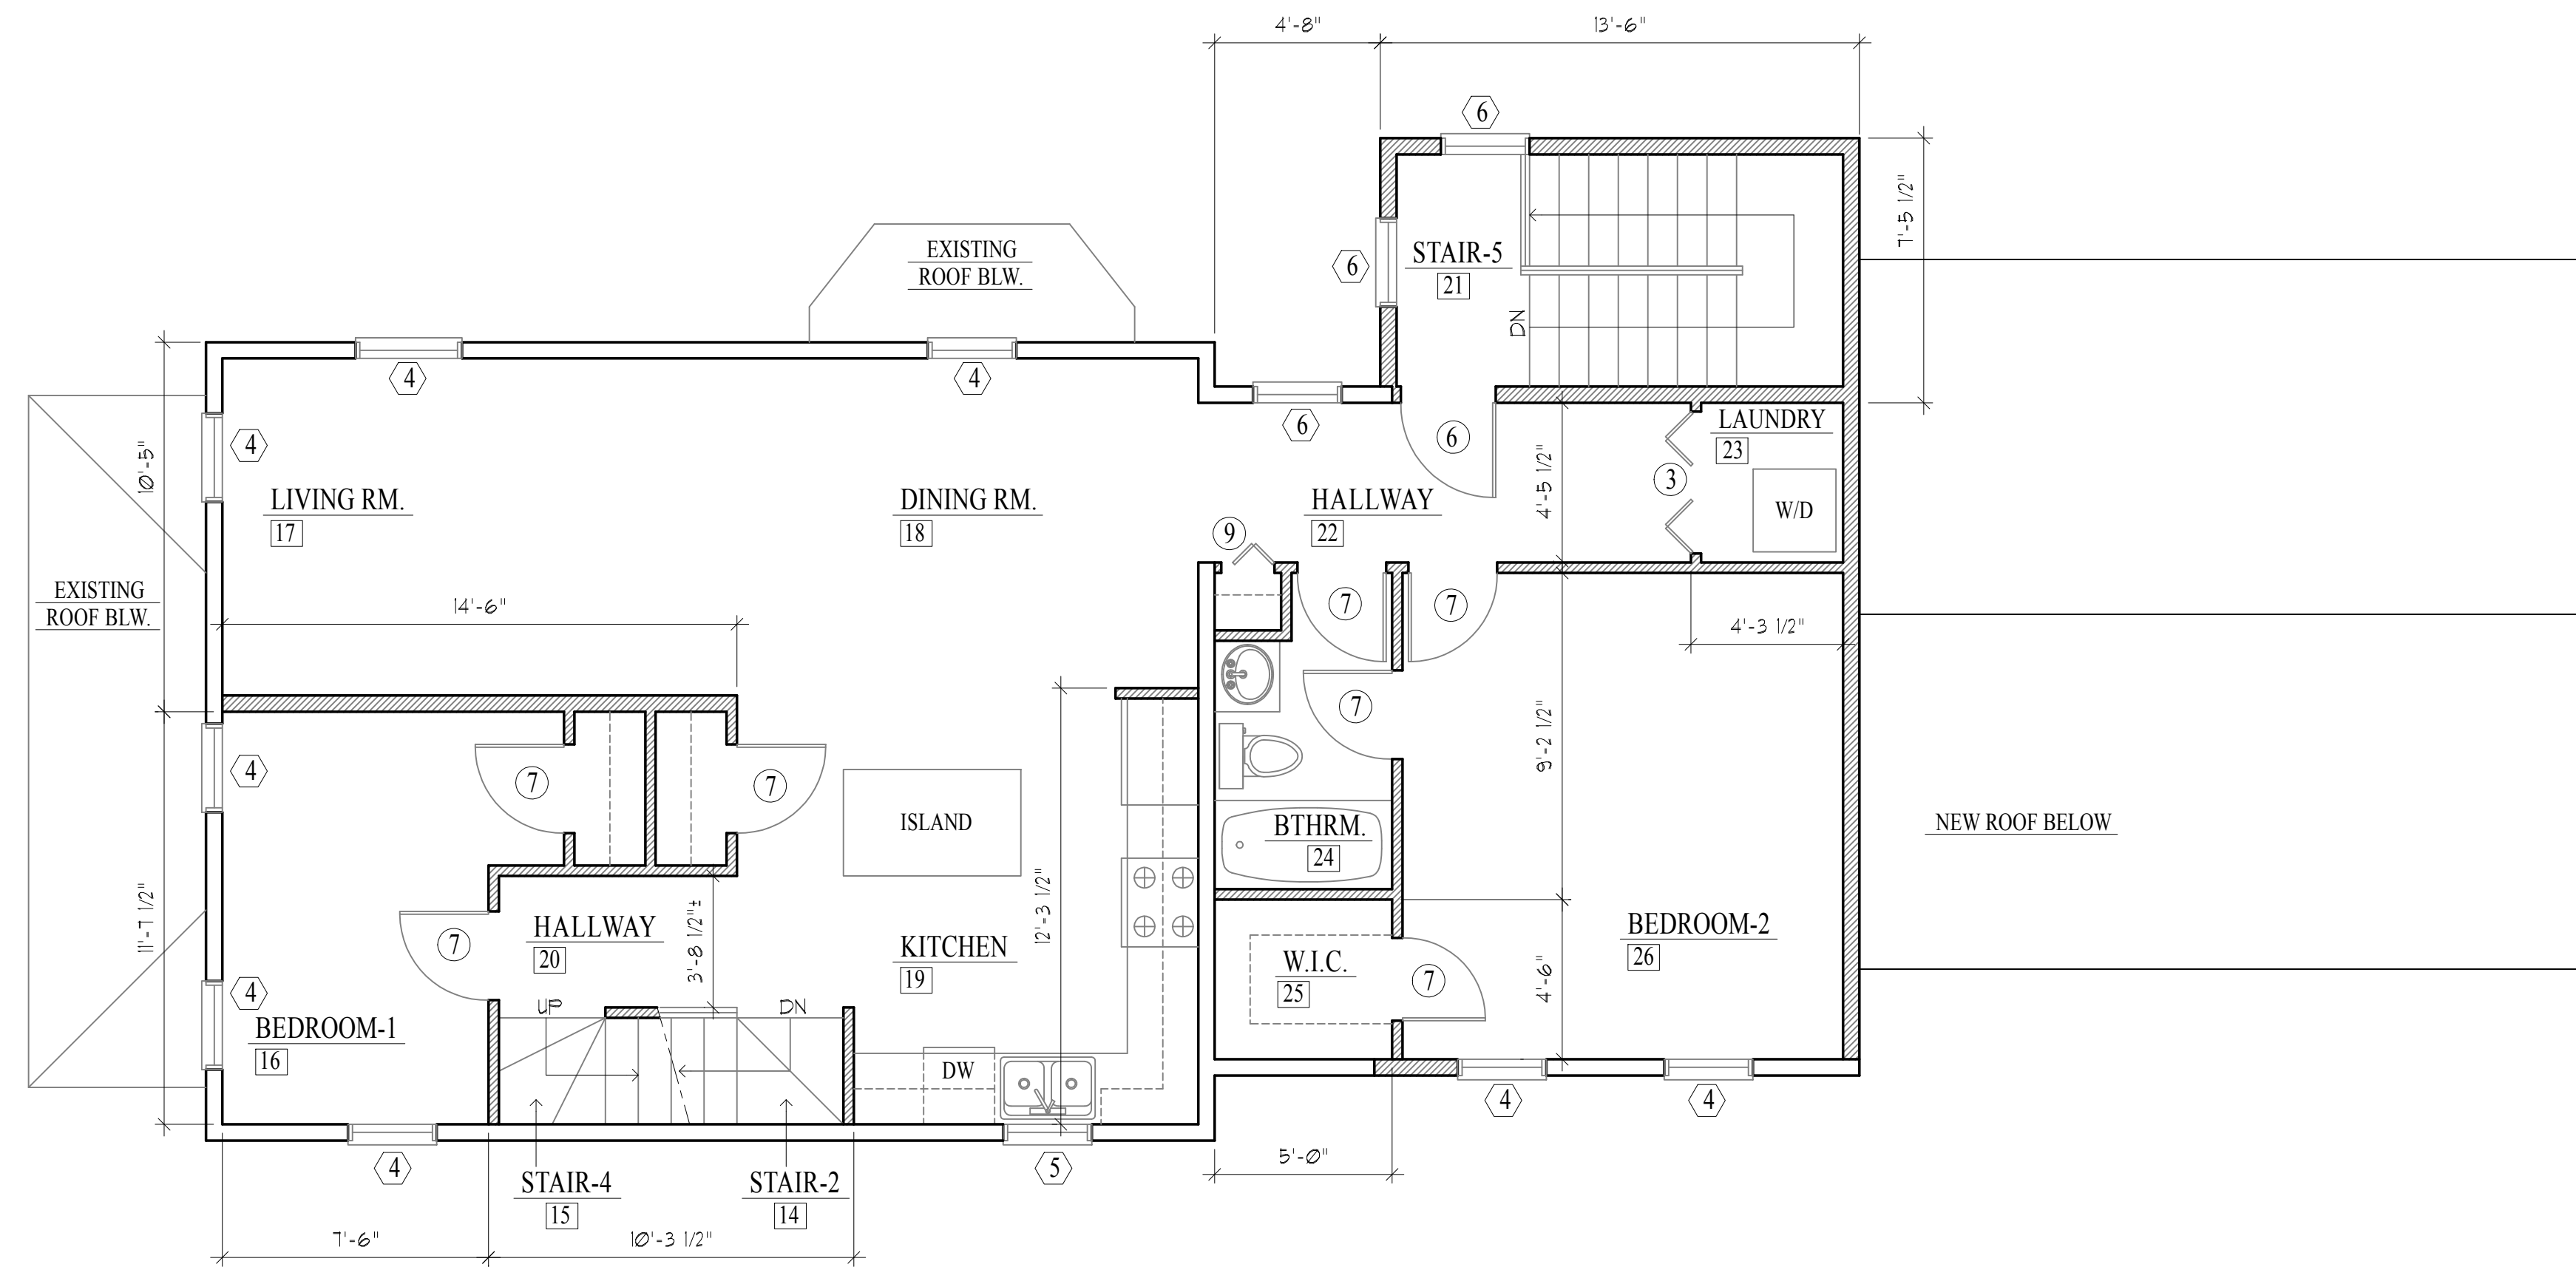 4'-8"
13'-6"
6
7'-5 1/2"
EXISTING
ROOF BLW.
6
STAIR-5
21
DN
4
4
6
6
LAUNDRY
23
4
10'-5"
LIVING RM.
17
DINING RM.
18
HALLWAY
22
4'-5 1/2"
3
W/D
9
EXISTING
ROOF BLW.
14'-6"
7
7
4'-3 1/2"
7
9'-2 1/2"
4
7
7
ISLAND
BTHRM.
24
NEW ROOF BELOW
11'-7 1/2"
HALLWAY
20
7
3'-8 1/2"±
KITCHEN
19
12'-3 1/2"
W.I.C.
25
7
4'-6"
BEDROOM-2
26
4
UP
DN
BEDROOM-1
16
DW
4
4
4
STAIR-4
15
STAIR-2
14
5
5'-0"
7'-6"
10'-3 1/2"